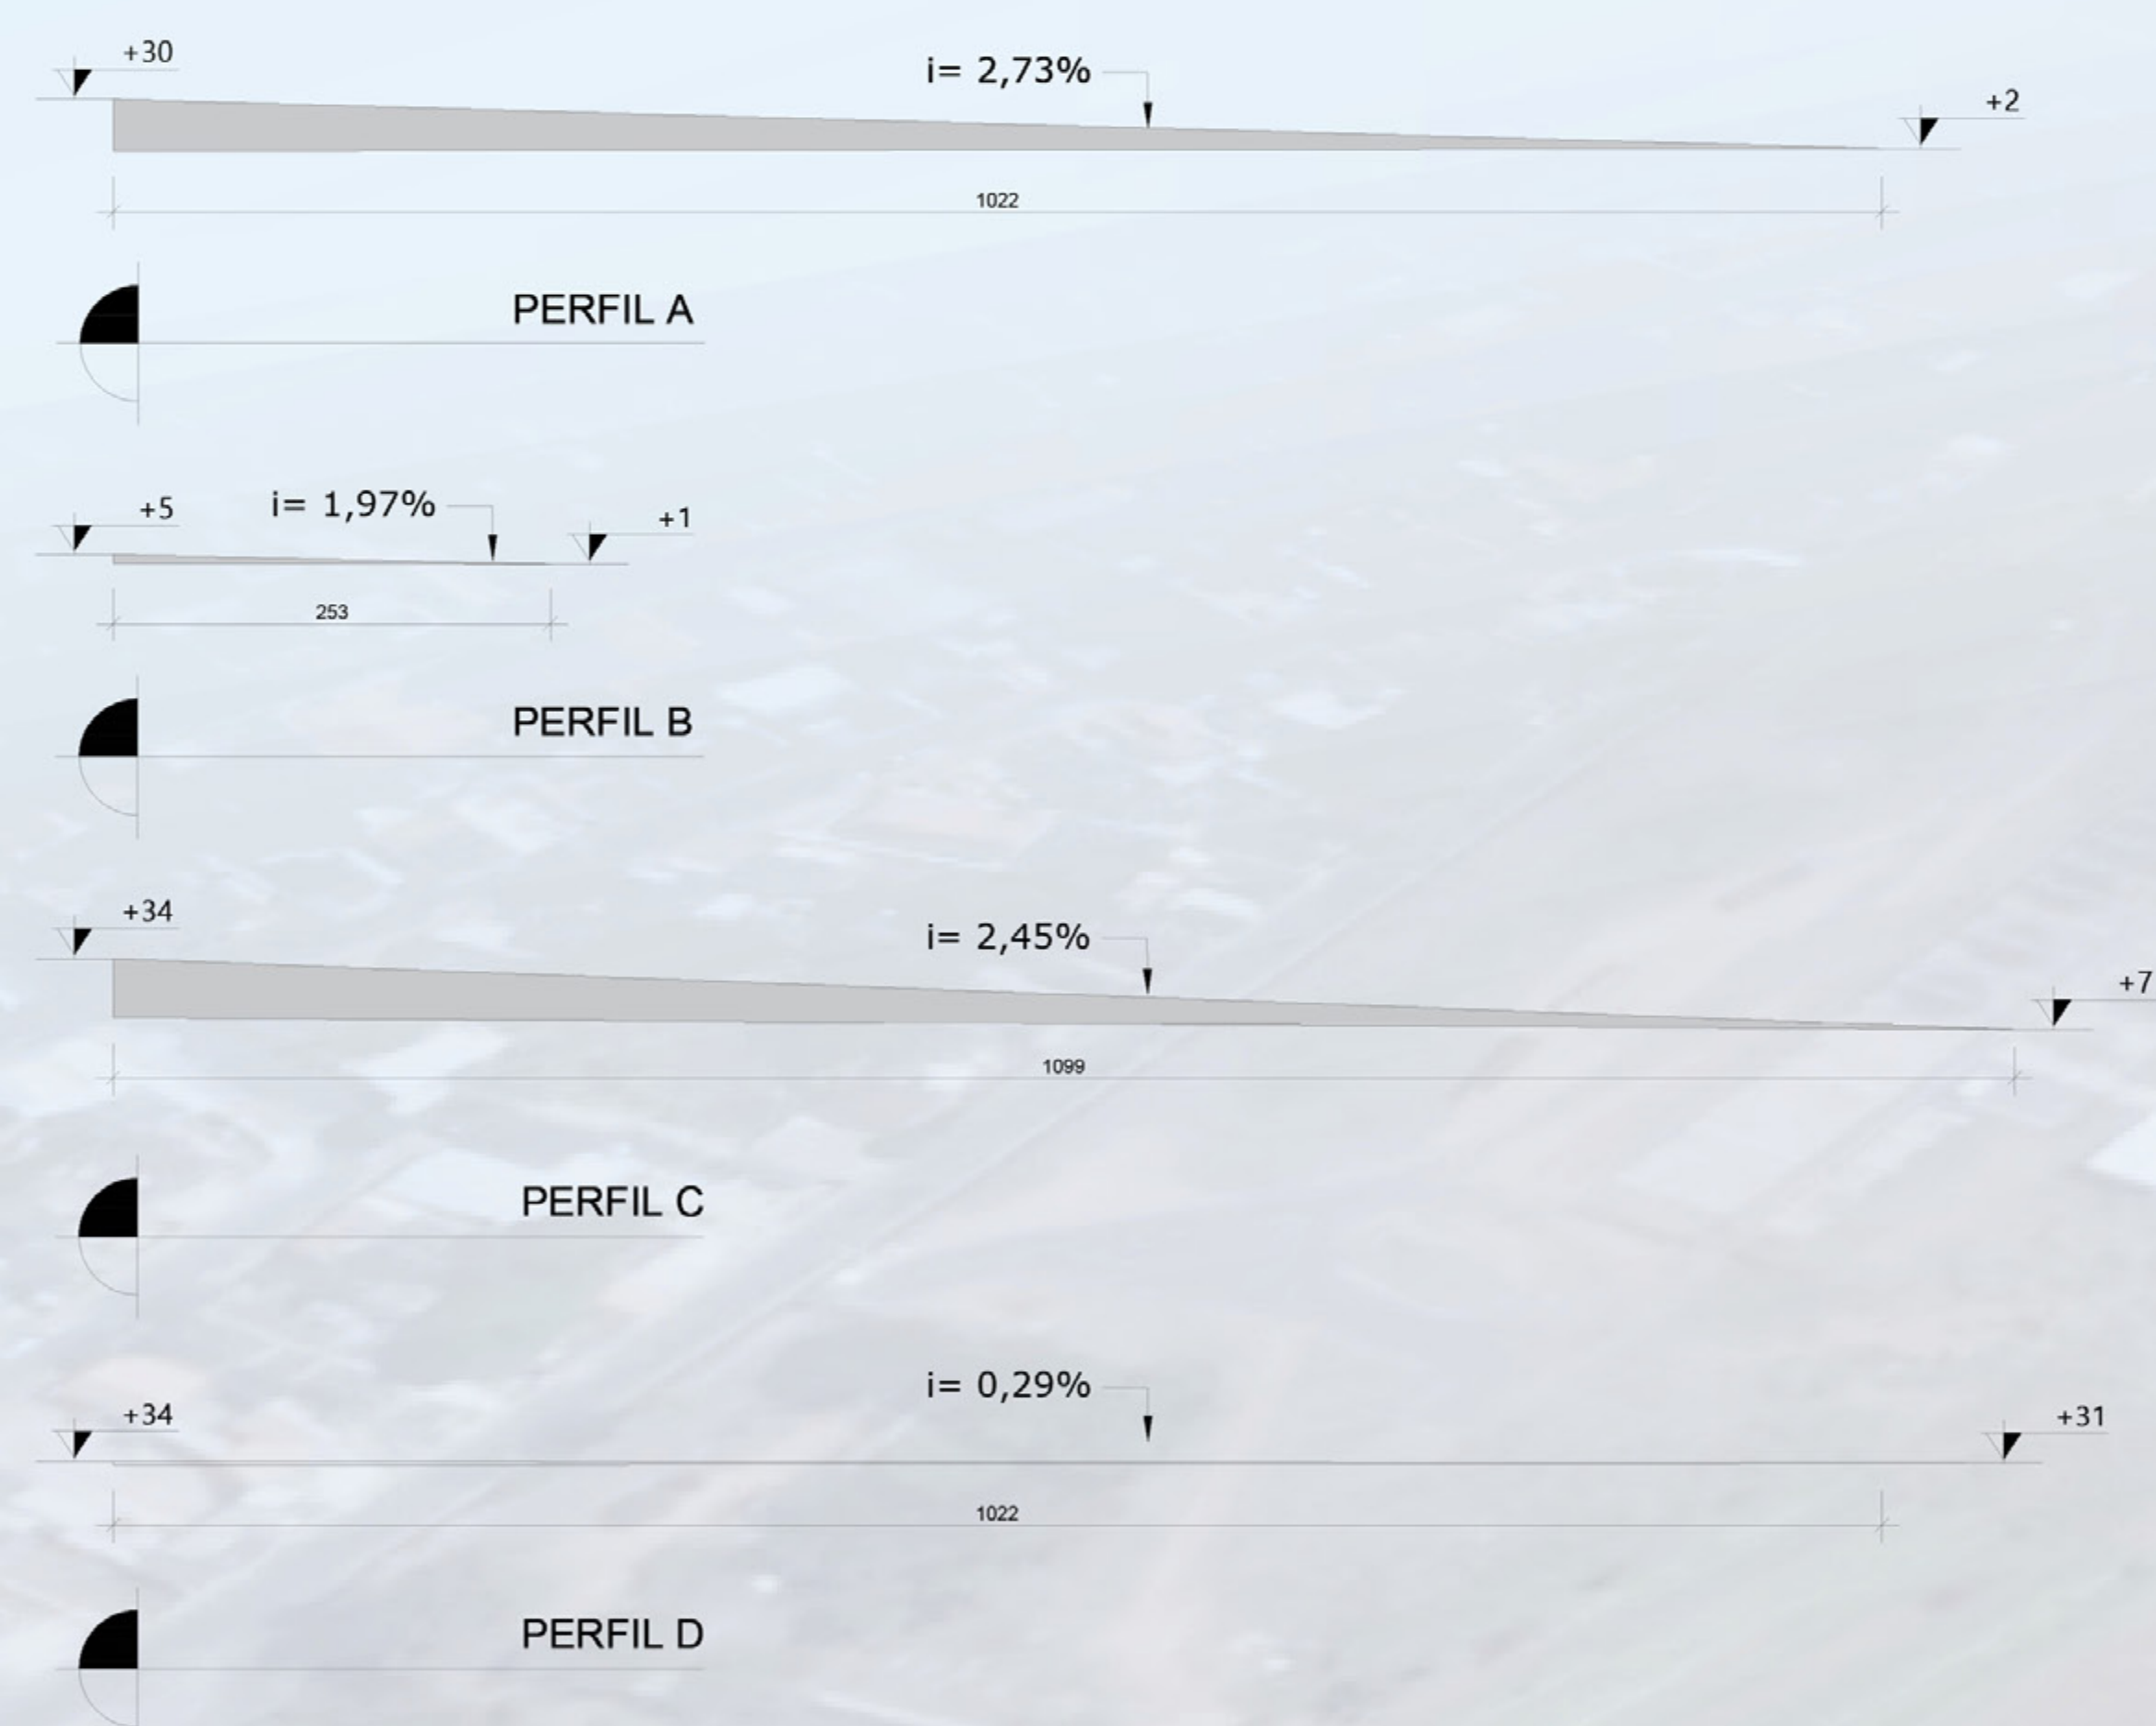 +30
i= 2,73%
+2
1022
PERFIL A
+5
i= 1,97%
+1
253
PERFIL B
+34
i= 2,45%
+7
1099
PERFIL C
+34
i= 0,29%
+31
1022
PERFIL D